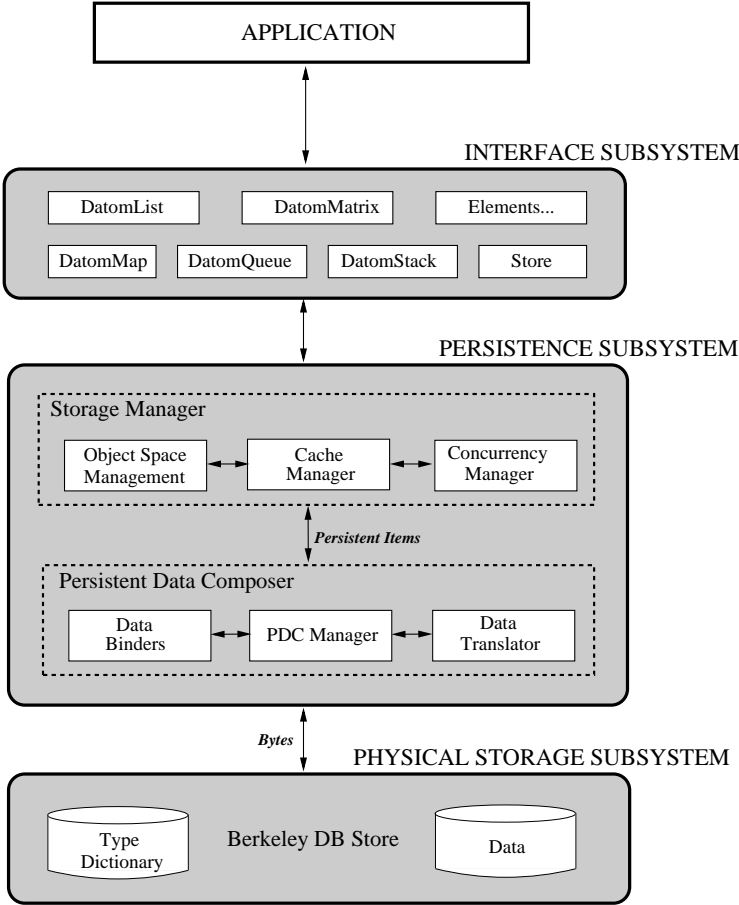 APPLICATION
INTERFACE SUBSYSTEM
DatomList
DatomMatrix
Elements...
DatomMap
DatomQueue
DatomStack
Store
PERSISTENCE SUBSYSTEM
Storage Manager
Object Space
Management
Cache
Manager
Concurrency
Manager
Persistent Items
Persistent Data Composer
Data
Binders
PDC Manager
Data
Translator
Bytes
PHYSICAL STORAGE SUBSYSTEM
Type
Dictionary
Berkeley DB Store
Data